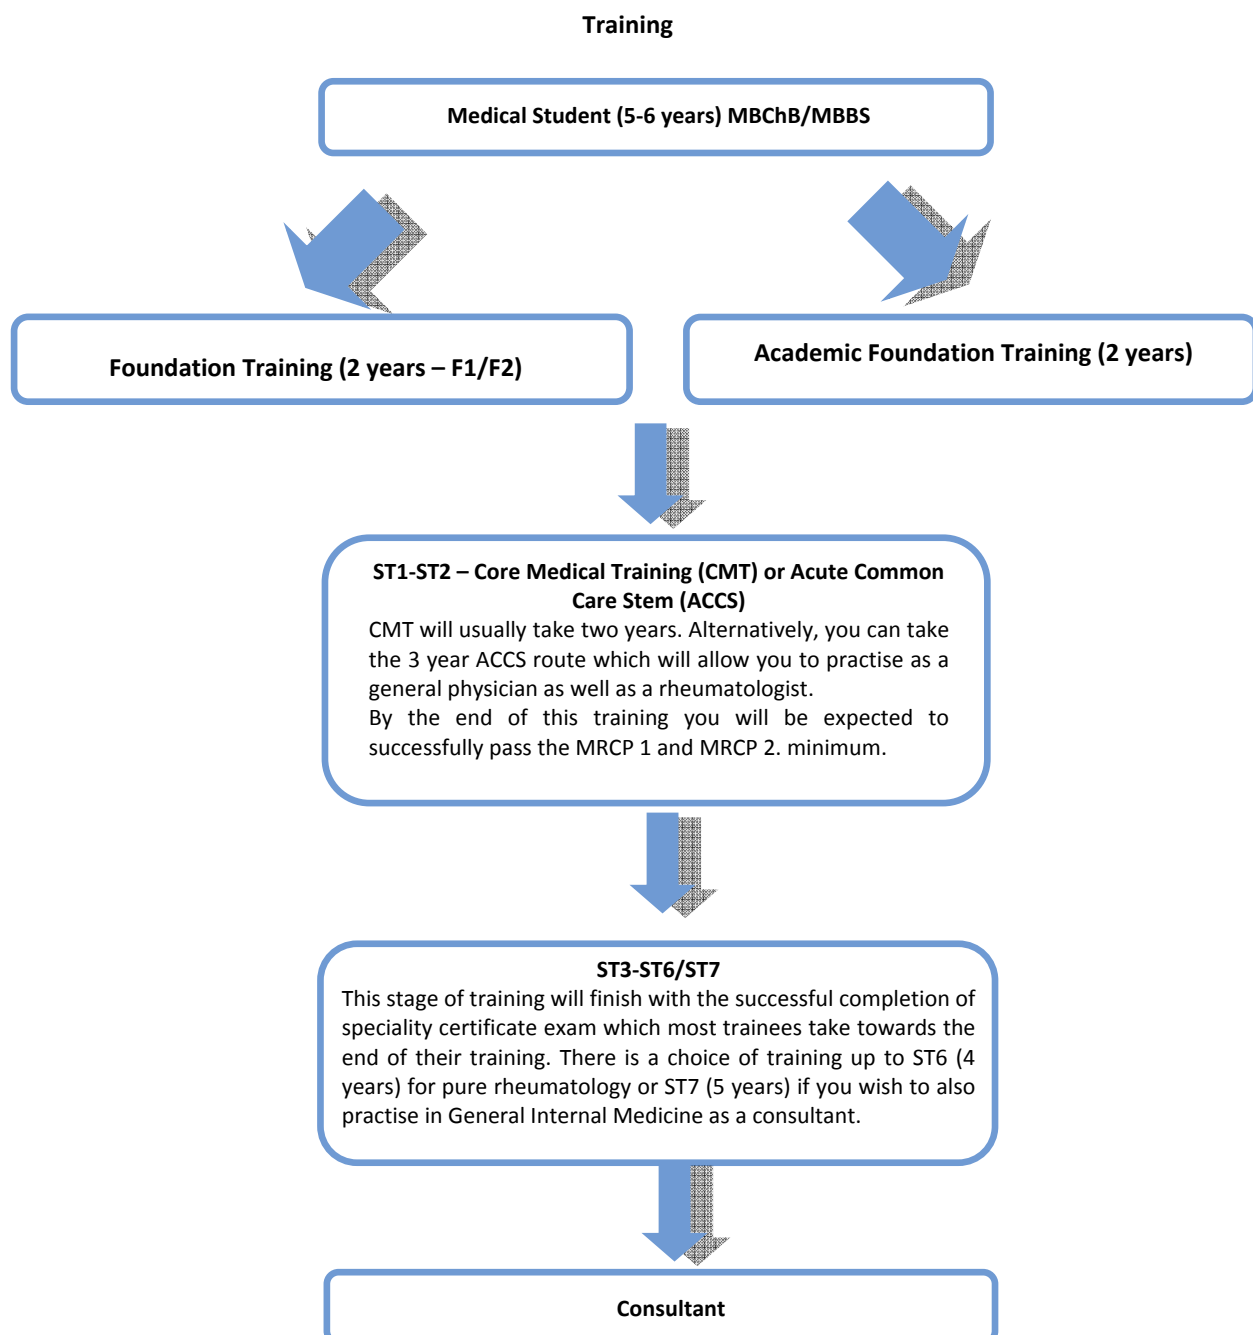 Training
Medical Student (5-6 years) MBChB/MBBS
Foundation Training (2 years – F1/F2)
Academic Foundation Training (2 years)
ST1-ST2 – Core Medical Training (CMT) or Acute Common
Care Stem (ACCS)
CMT will usually take two years. Alternatively, you can take
the 3 year ACCS route which will allow you to practise as a
general physician as well as a rheumatologist.
By the end of this training you will be expected to
successfully pass the MRCP 1 and MRCP 2. minimum.
ST3-ST6/ST7
This stage of training will finish with the successful completion of
speciality certificate exam which most trainees take towards the
end of their training. There is a choice of training up to ST6 (4
years) for pure rheumatology or ST7 (5 years) if you wish to also
practise in General Internal Medicine as a consultant.
Consultant